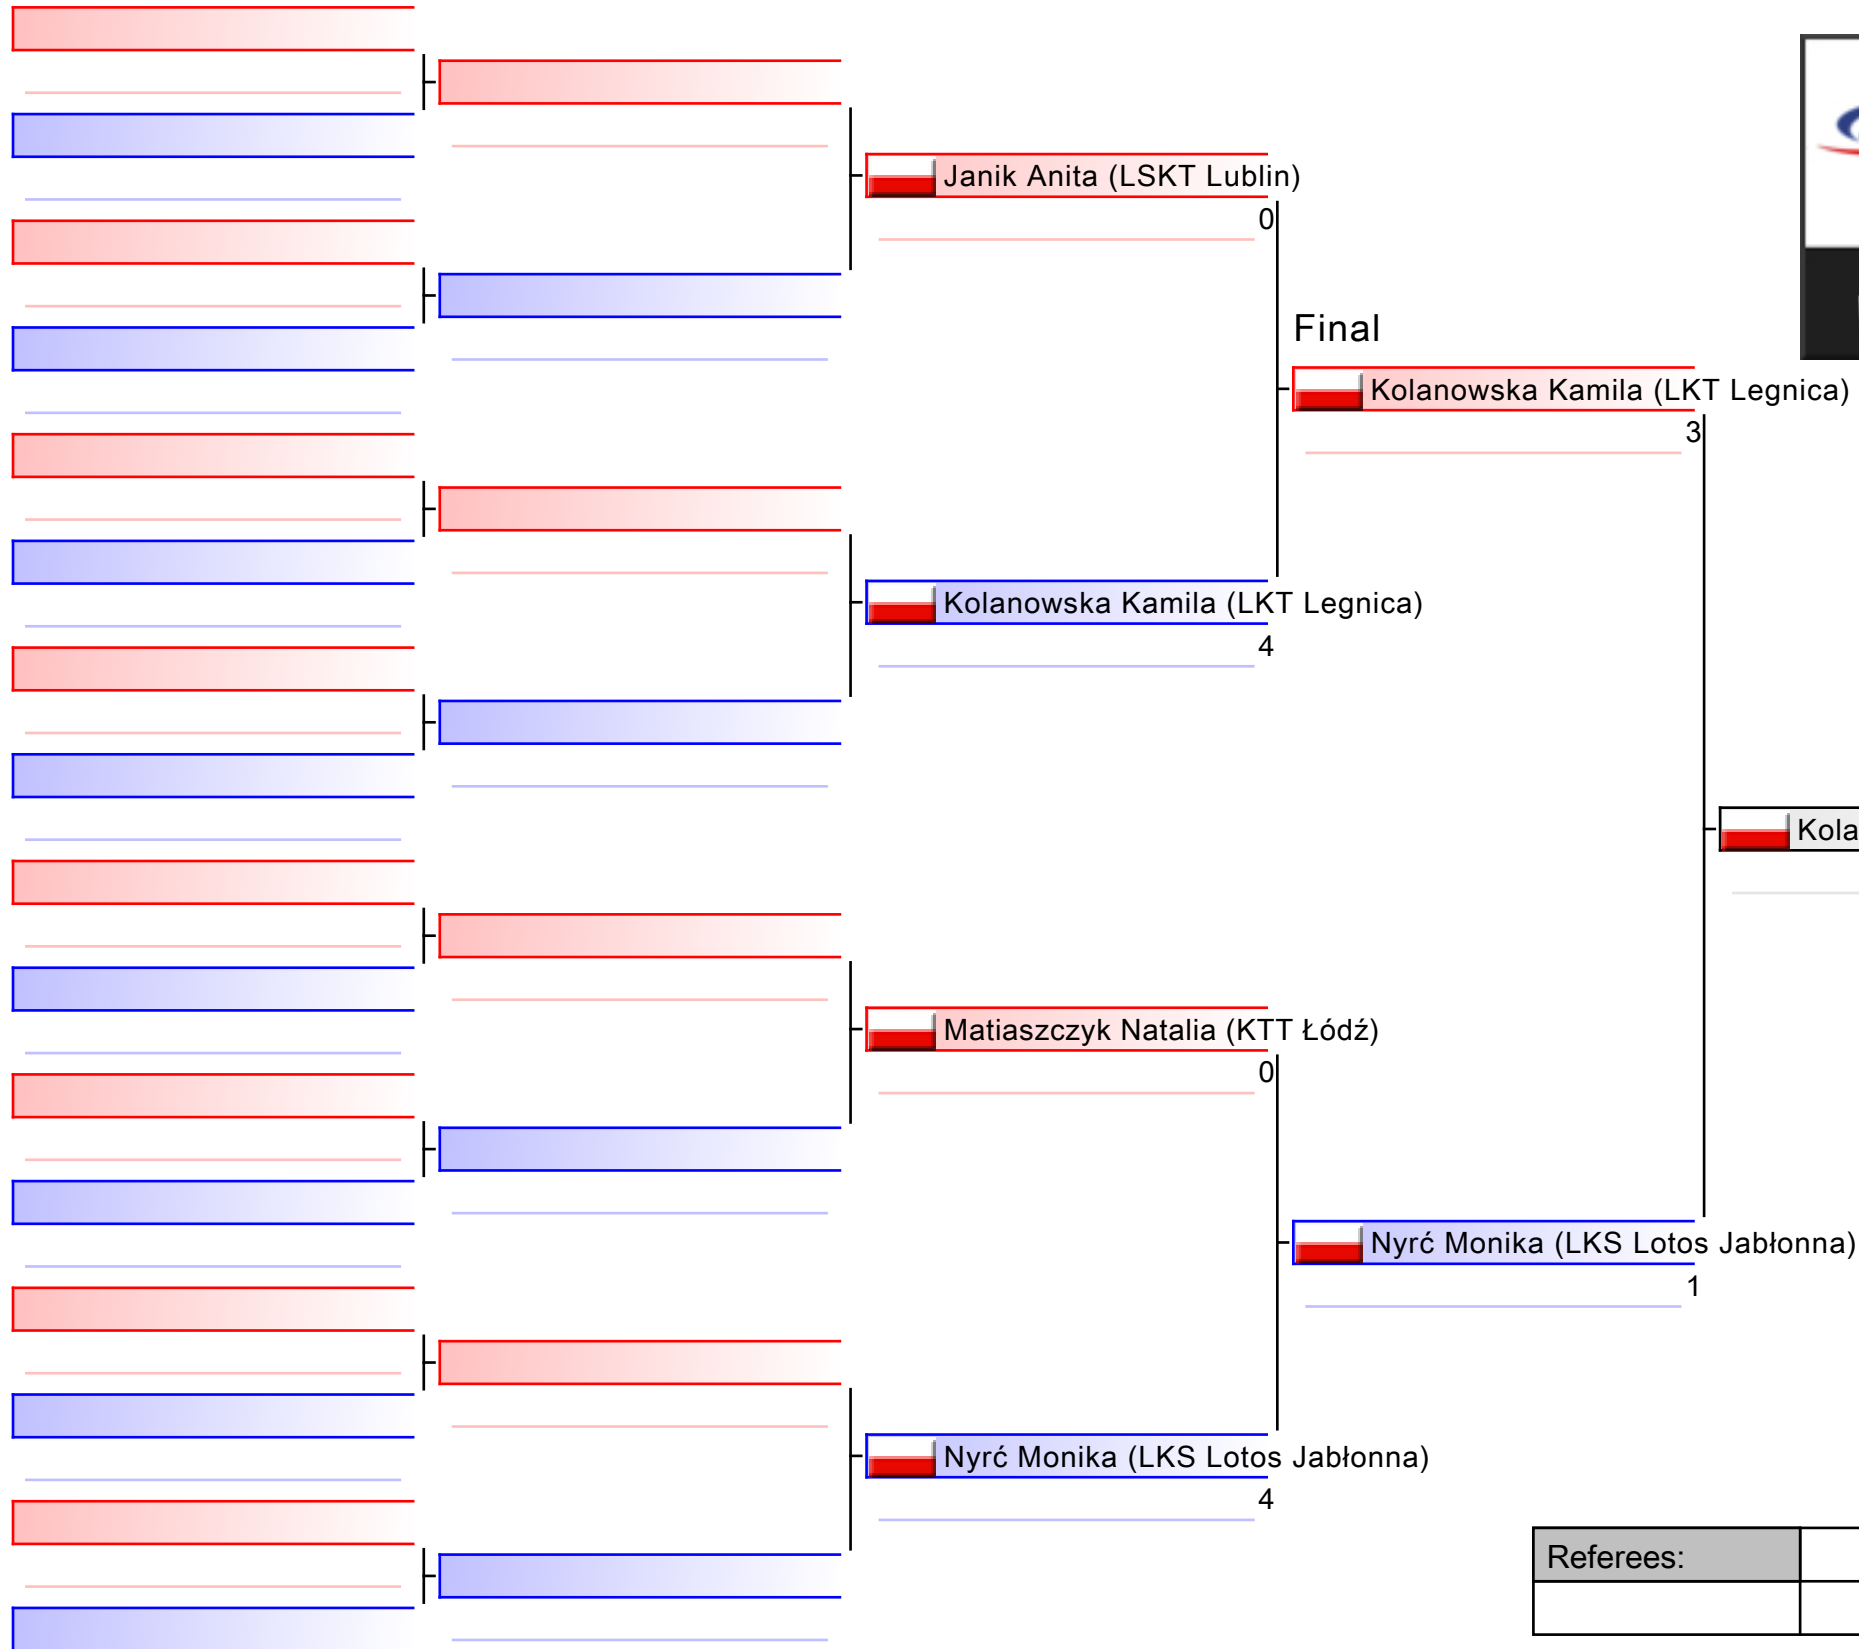 Janik Anita (LSKT Lublin)
0
Final
Kolanowska Kamila (LKT Legnica)
3
Kolanowska Kamila (LKT Legnica)
4
Kola
Matiaszczyk Natalia (KTT Łódź)
0
Nyrć Monika (LKS Lotos Jabłonna)
1
Nyrć Monika (LKS Lotos Jabłonna)
4
Referees: